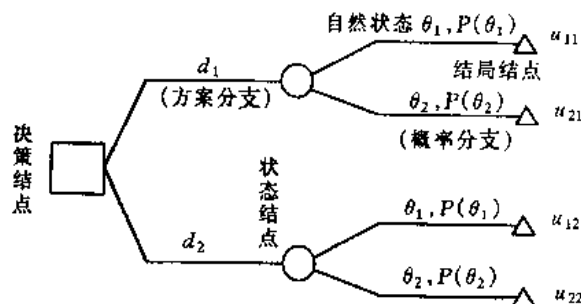 自然状态 θ₁, P(θ₁)
u₁₁
d₁
(方案分支)
结局结点
θ₂, P(θ₂)
u₂₁
(概率分支)
决策结点
状态结点
θ₁, P(θ₁)
u₁₂
d₂
θ₂, P(θ₂)
u₂₂